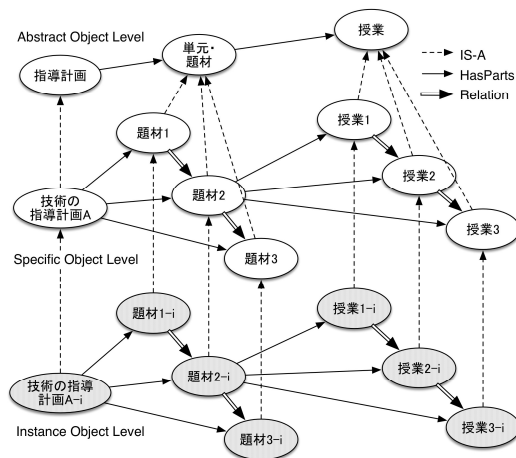 Abstract Object Level
指導計画
単元・
題材
授業
IS-A
HasParts
Relation
題材1
授業1
技術の
指導計画A
題材2
授業2
題材3
授業3
Specific Object Level
題材1-i
授業1-i
技術の指導
計画A-i
題材2-i
授業2-i
題材3-i
授業3-i
Instance Object Level